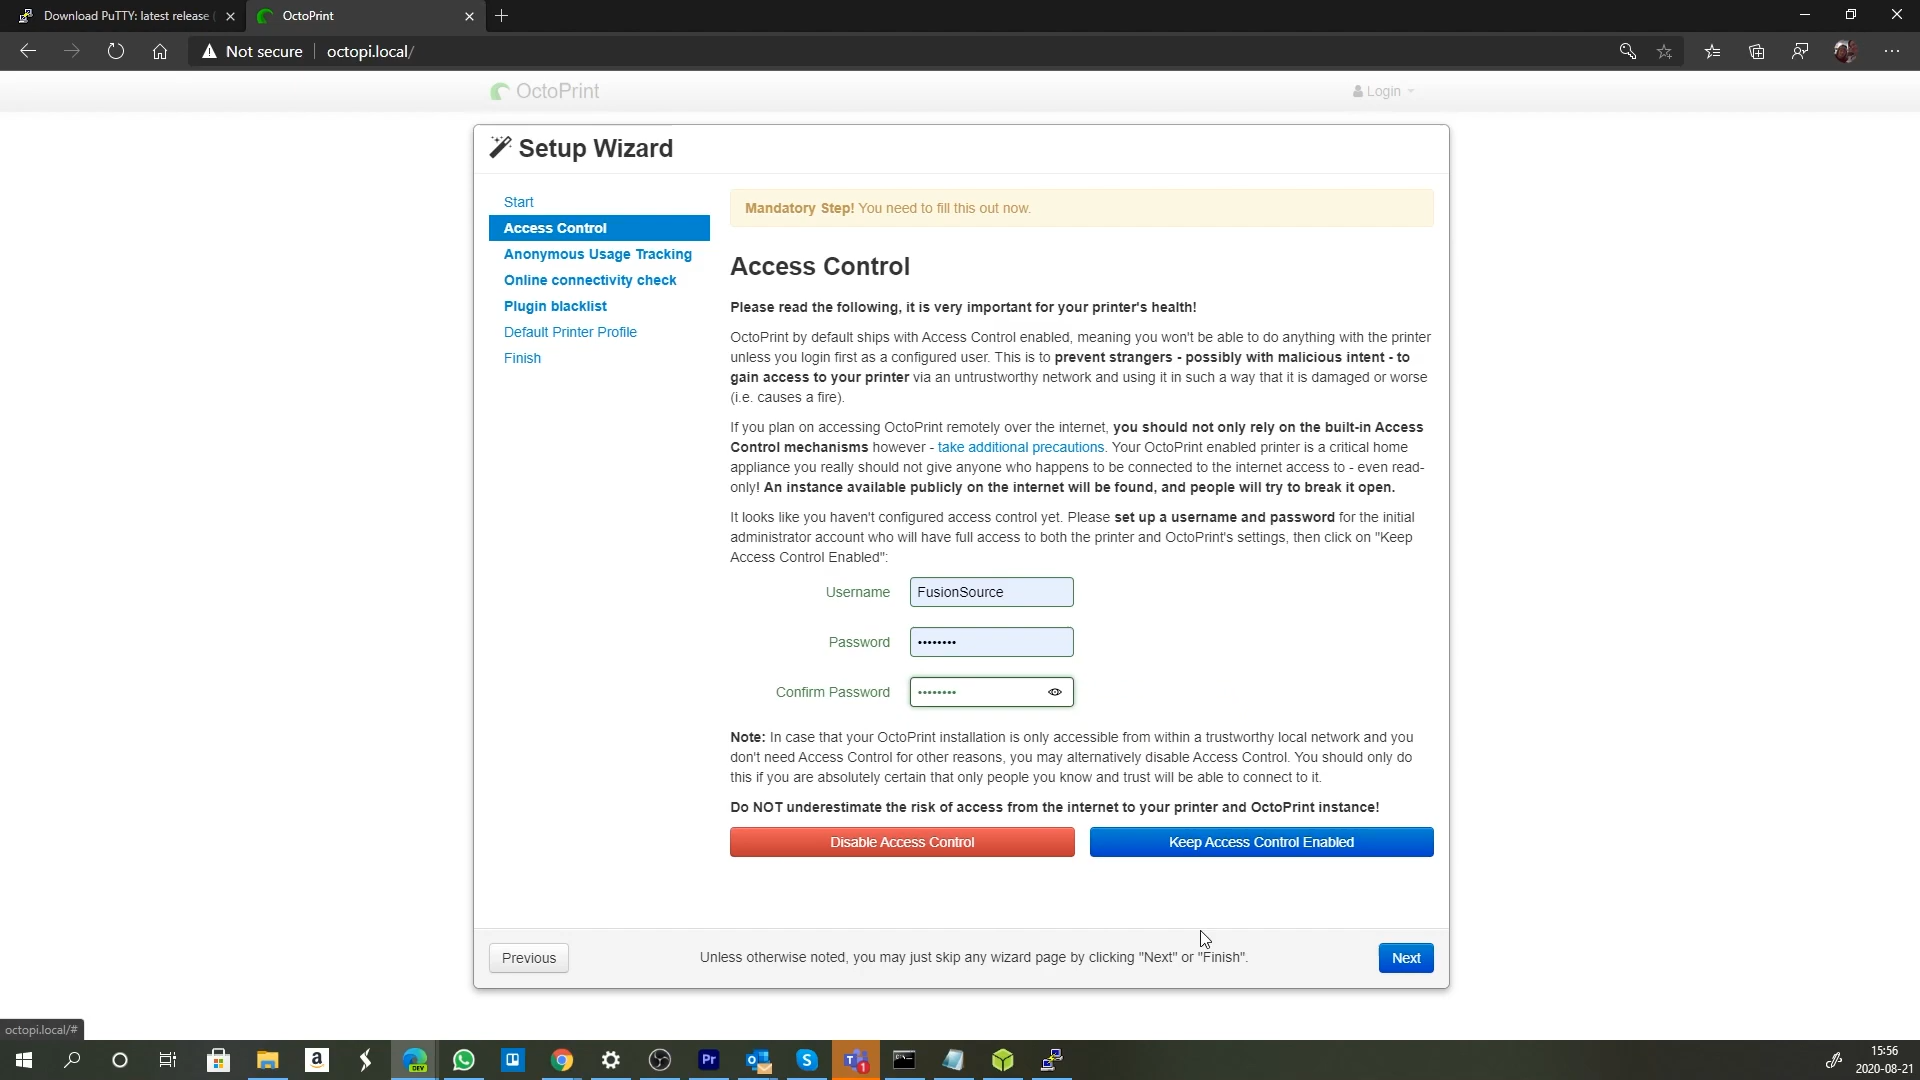 Download PuTTY: latest release (
OctoPrint
Not secure
octopi.local/
OctoPrint
Login
Setup Wizard
Start
Access Control
Anonymous Usage Tracking
Online connectivity check
Plugin blacklist
Default Printer Profile
Finish
Mandatory Step! You need to fill this out now.
Access Control
Please read the following, it is very important for your printer's health!
OctoPrint by default ships with Access Control enabled, meaning you won't be able to do anything with the printer
unless you login first as a configured user. This is to prevent strangers - possibly with malicious intent - to
gain access to your printer via an untrustworthy network and using it in such a way that it is damaged or worse
(i.e. causes a fire).
If you plan on accessing OctoPrint remotely over the internet, you should not only rely on the built-in Access
Control mechanisms however - take additional precautions. Your OctoPrint enabled printer is a critical home
appliance you really should not give anyone who happens to be connected to the internet access to - even read-
only! An instance available publicly on the internet will be found, and people will try to break it open.
It looks like you haven't configured access control yet. Please set up a username and password for the initial
administrator account who will have full access to both the printer and OctoPrint's settings, then click on "Keep
Access Control Enabled":
Username FusionSource
Password ••••••••
Confirm Password ••••••••
Note: In case that your OctoPrint installation is only accessible from within a trustworthy local network and you
don't need Access Control for other reasons, you may alternatively disable Access Control. You should only do
this if you are absolutely certain that only people you know and trust will be able to connect to it.
Do NOT underestimate the risk of access from the internet to your printer and OctoPrint instance!
Disable Access Control
Keep Access Control Enabled
Previous
Unless otherwise noted, you may just skip any wizard page by clicking "Next" or "Finish".
Next
octopi.local/#
a
DEV
Pr
S
1
15:56
2020-08-21